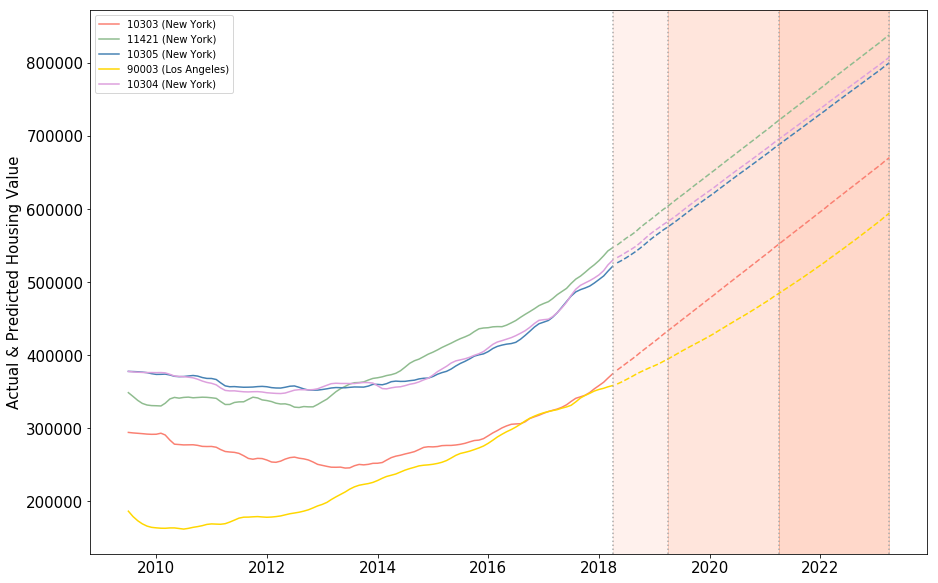 10303 (New York)
11421 (New York)
10305 (New York)
90003 (Los Angeles)
10304 (New York)
Actual & Predicted Housing Value
800000
700000
600000
500000
400000
300000
200000
2010 2012 2014 2016 2018 2020 2022